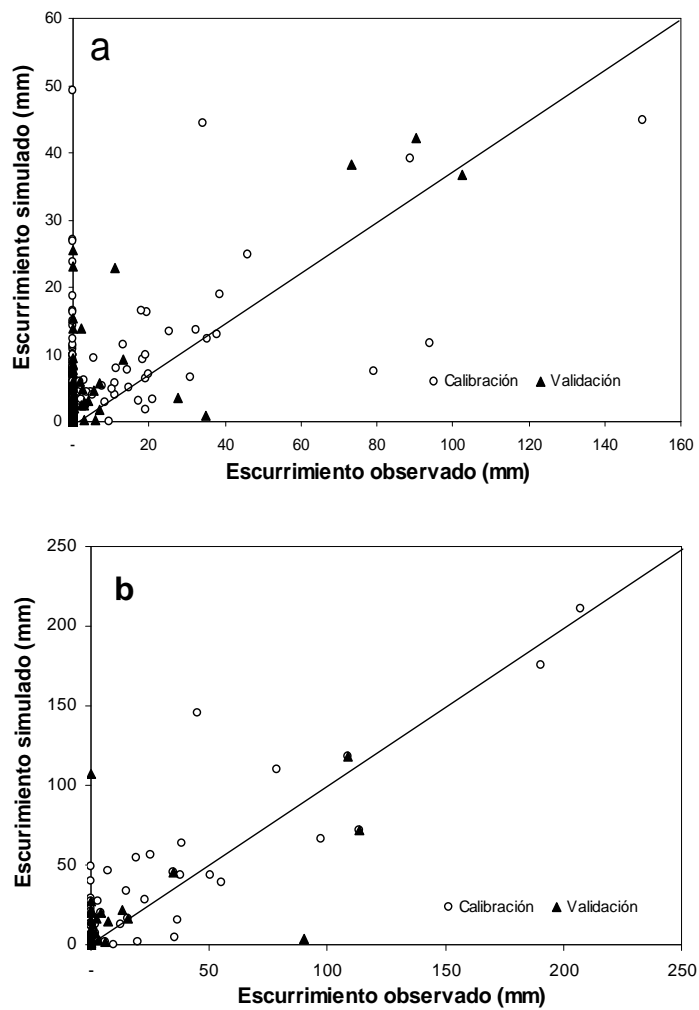 a
60
50
40
30
20
10
0
Escurrimiento simulado (mm)
Calibración
Validación
- 20 40 60 80 100 120 140 160
Escurrimiento observado (mm)
b
250
200
150
100
50
0
Escurrimiento simulado (mm)
Calibración
Validación
- 50 100 150 200 250
Escurrimiento observado (mm)